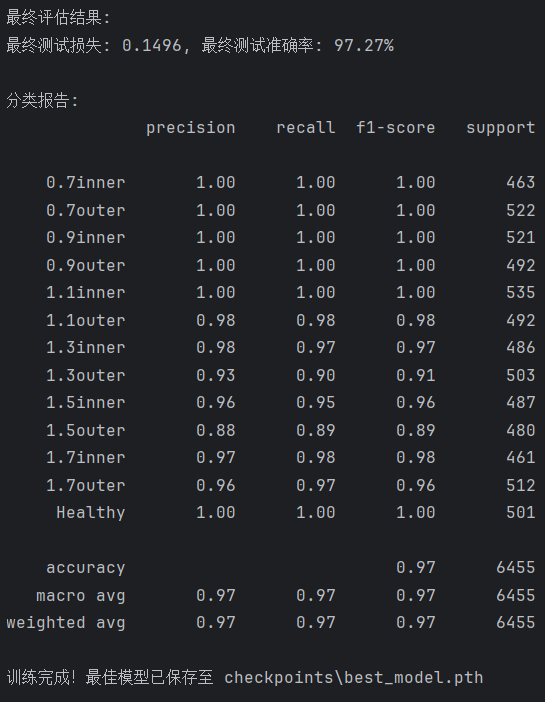 最终评估结果:
最终测试损失: 0.1496, 最终测试准确率: 97.27%
分类报告:
precision recall f1-score support
0.7inner 1.00 1.00 1.00 463
0.7outer 1.00 1.00 1.00 522
0.9inner 1.00 1.00 1.00 521
0.9outer 1.00 1.00 1.00 492
1.1inner 1.00 1.00 1.00 535
1.1outer 0.98 0.98 0.98 492
1.3inner 0.98 0.97 0.97 486
1.3outer 0.93 0.90 0.91 503
1.5inner 0.96 0.95 0.96 487
1.5outer 0.88 0.89 0.89 480
1.7inner 0.97 0.98 0.98 461
1.7outer 0.96 0.97 0.96 512
Healthy 1.00 1.00 1.00 501
accuracy 0.97 6455
macro avg 0.97 0.97 0.97 6455
weighted avg 0.97 0.97 0.97 6455
训练完成! 最佳模型已保存至 checkpoints\best_model.pth